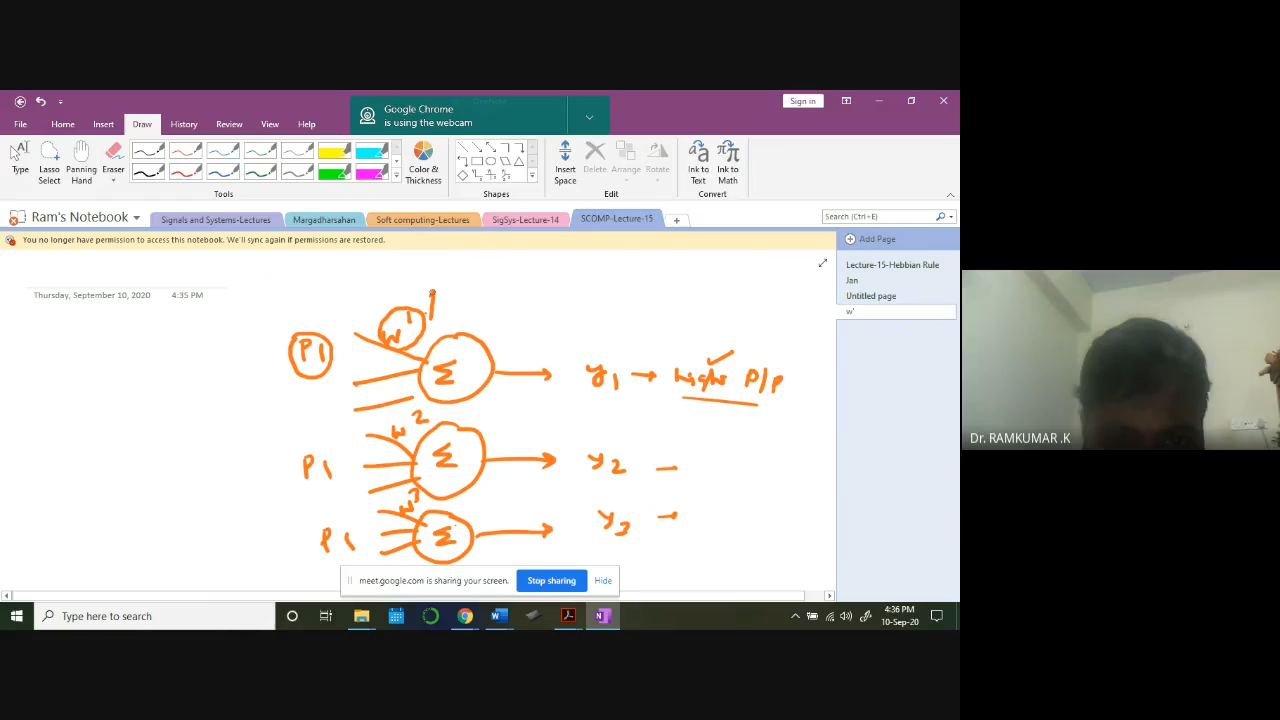 Google Chrome
is using the webcam
Sign in
File Home Insert Draw History Review View Help
Type
Lasso Select
Panning Hand
Eraser
Color & Thickness
Insert Space
Delete
Arrange
Rotate
Ink to Text
Ink to Math
Tools
Shapes
Edit
Convert
Ram's Notebook
Signals and Systems-Lectures
Margadharsahan
Soft computing-Lectures
SigSys-Lecture-14
SCOMP-Lecture-15
Search (Ctrl+E)
You no longer have permission to access this notebook. We'll sync again if permissions are restored.
Add Page
Lecture-15-Hebbian Rule
Jan
Untitled page
w'
Thursday, September 10, 2020 4:35 PM
P1 w1 Σ y1 → P/P
P1 w2 Σ y2
P1 w3 Σ y3
Dr. RAMKUMAR .K
meet.google.com is sharing your screen.
Stop sharing
Hide
Type here to search
4:36 PM
10-Sep-20